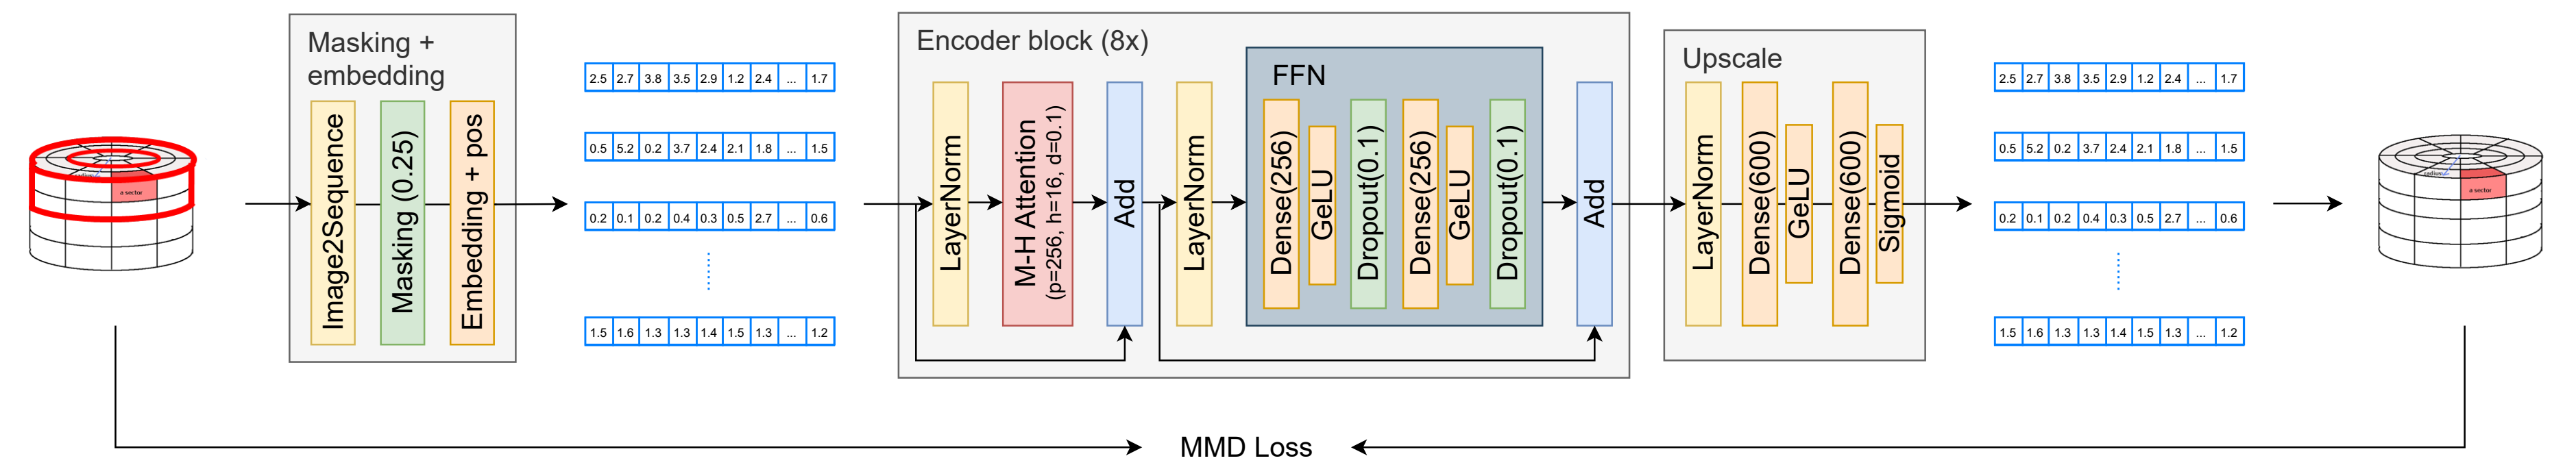 Masking +
embedding
Image2Sequence
Masking (0.25)
Embedding + pos
a sector
2.5 2.7 3.8 3.5 2.9 1.2 2.4 ... 1.7
0.5 5.2 0.2 3.7 2.4 2.1 1.8 ... 1.5
0.2 0.1 0.2 0.4 0.3 0.5 2.7 ... 0.6
1.5 1.6 1.3 1.3 1.4 1.5 1.3 ... 1.2
Encoder block (8x)
LayerNorm
M-H Attention
(p=256, h=16, d=0.1)
Add
LayerNorm
FFN
Dense(256)
GeLU
Dropout(0.1)
Dense(256)
GeLU
Dropout(0.1)
Add
Upscale
LayerNorm
Dense(600)
GeLU
Dense(600)
Sigmoid
2.5 2.7 3.8 3.5 2.9 1.2 2.4 ... 1.7
0.5 5.2 0.2 3.7 2.4 2.1 1.8 ... 1.5
0.2 0.1 0.2 0.4 0.3 0.5 2.7 ... 0.6
1.5 1.6 1.3 1.3 1.4 1.5 1.3 ... 1.2
radius
a sector
MMD Loss